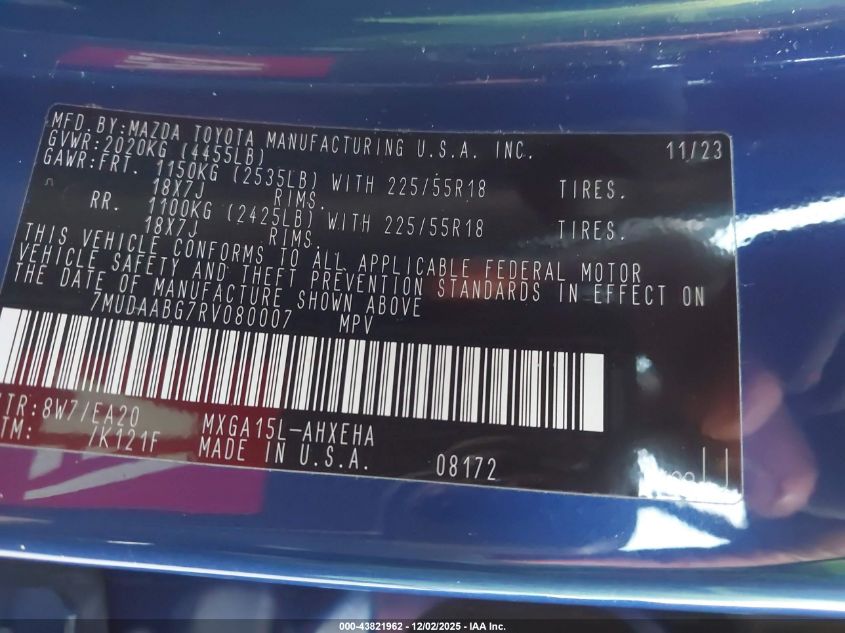 MFD.BY:MAZDA TOYOTA MANUFACTURING U.S.A. INC. 11/23
GVWR:2020KG (4455LB)
GAWR:FRT. 1150KG (2535LB) WITH 225/55R18 TIRES.
18X7J RIMS.
RR. 1100KG (2425LB) WITH 225/55R18 TIRES.
18X7J RIMS.
THIS VEHICLE CONFORMS TO ALL APPLICABLE FEDERAL MOTOR
VEHICLE SAFETY AND THEFT PREVENTION STANDARDS IN EFFECT ON
THE DATE OF MANUFACTURE SHOWN ABOVE
7MUDAABG7RV080007 MPV
TR:8W7/EA20 MXGA15L-AHXEHA
TM: /K121F MADE IN U.S.A. 08172
000-43821962 - 12/02/2025 - IAA Inc.